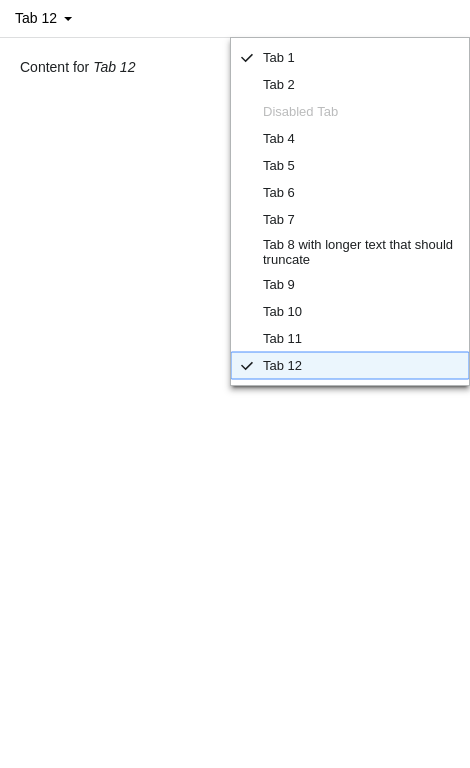 Tab 12
Content for Tab 12
Tab 1
Tab 2
Disabled Tab
Tab 4
Tab 5
Tab 6
Tab 7
Tab 8 with longer text that should
truncate
Tab 9
Tab 10
Tab 11
Tab 12